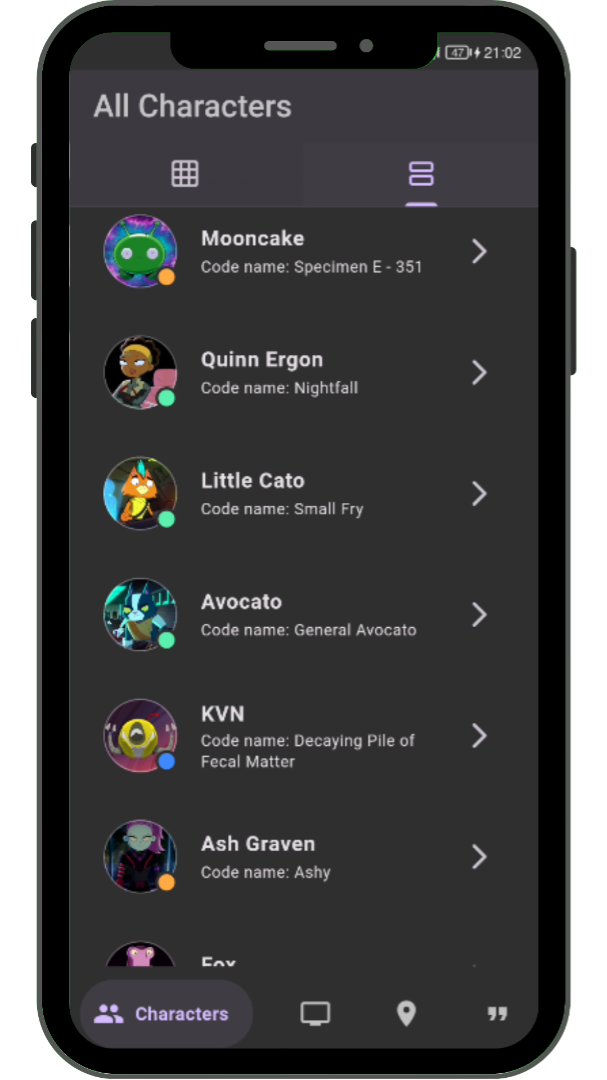 47 21:02
All Characters
Mooncake
Code name: Specimen E - 351
Quinn Ergon
Code name: Nightfall
Little Cato
Code name: Small Fry
Avocato
Code name: General Avocato
KVN
Code name: Decaying Pile of
Fecal Matter
Ash Graven
Code name: Ashy
Fox
Characters